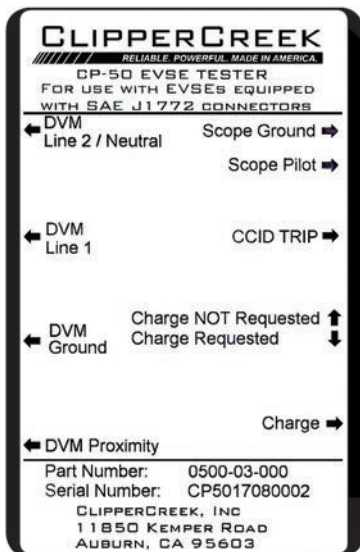 CLIPPERCREEK
RELIABLE. POWERFUL. MADE IN AMERICA.
CP-50 EVSE TESTER
FOR USE WITH EVSES EQUIPPED
WITH SAE J1772 CONNECTORS
DVM
Line 2 / Neutral
Scope Ground
Scope Pilot
DVM
Line 1
CCID TRIP
Charge NOT Requested
Charge Requested
DVM
Ground
Charge
DVM Proximity
Part Number: 0500-03-000
Serial Number: CP5017080002
CLIPPERCREEK, INC
11850 KEMPER ROAD
AUBURN, CA 95603